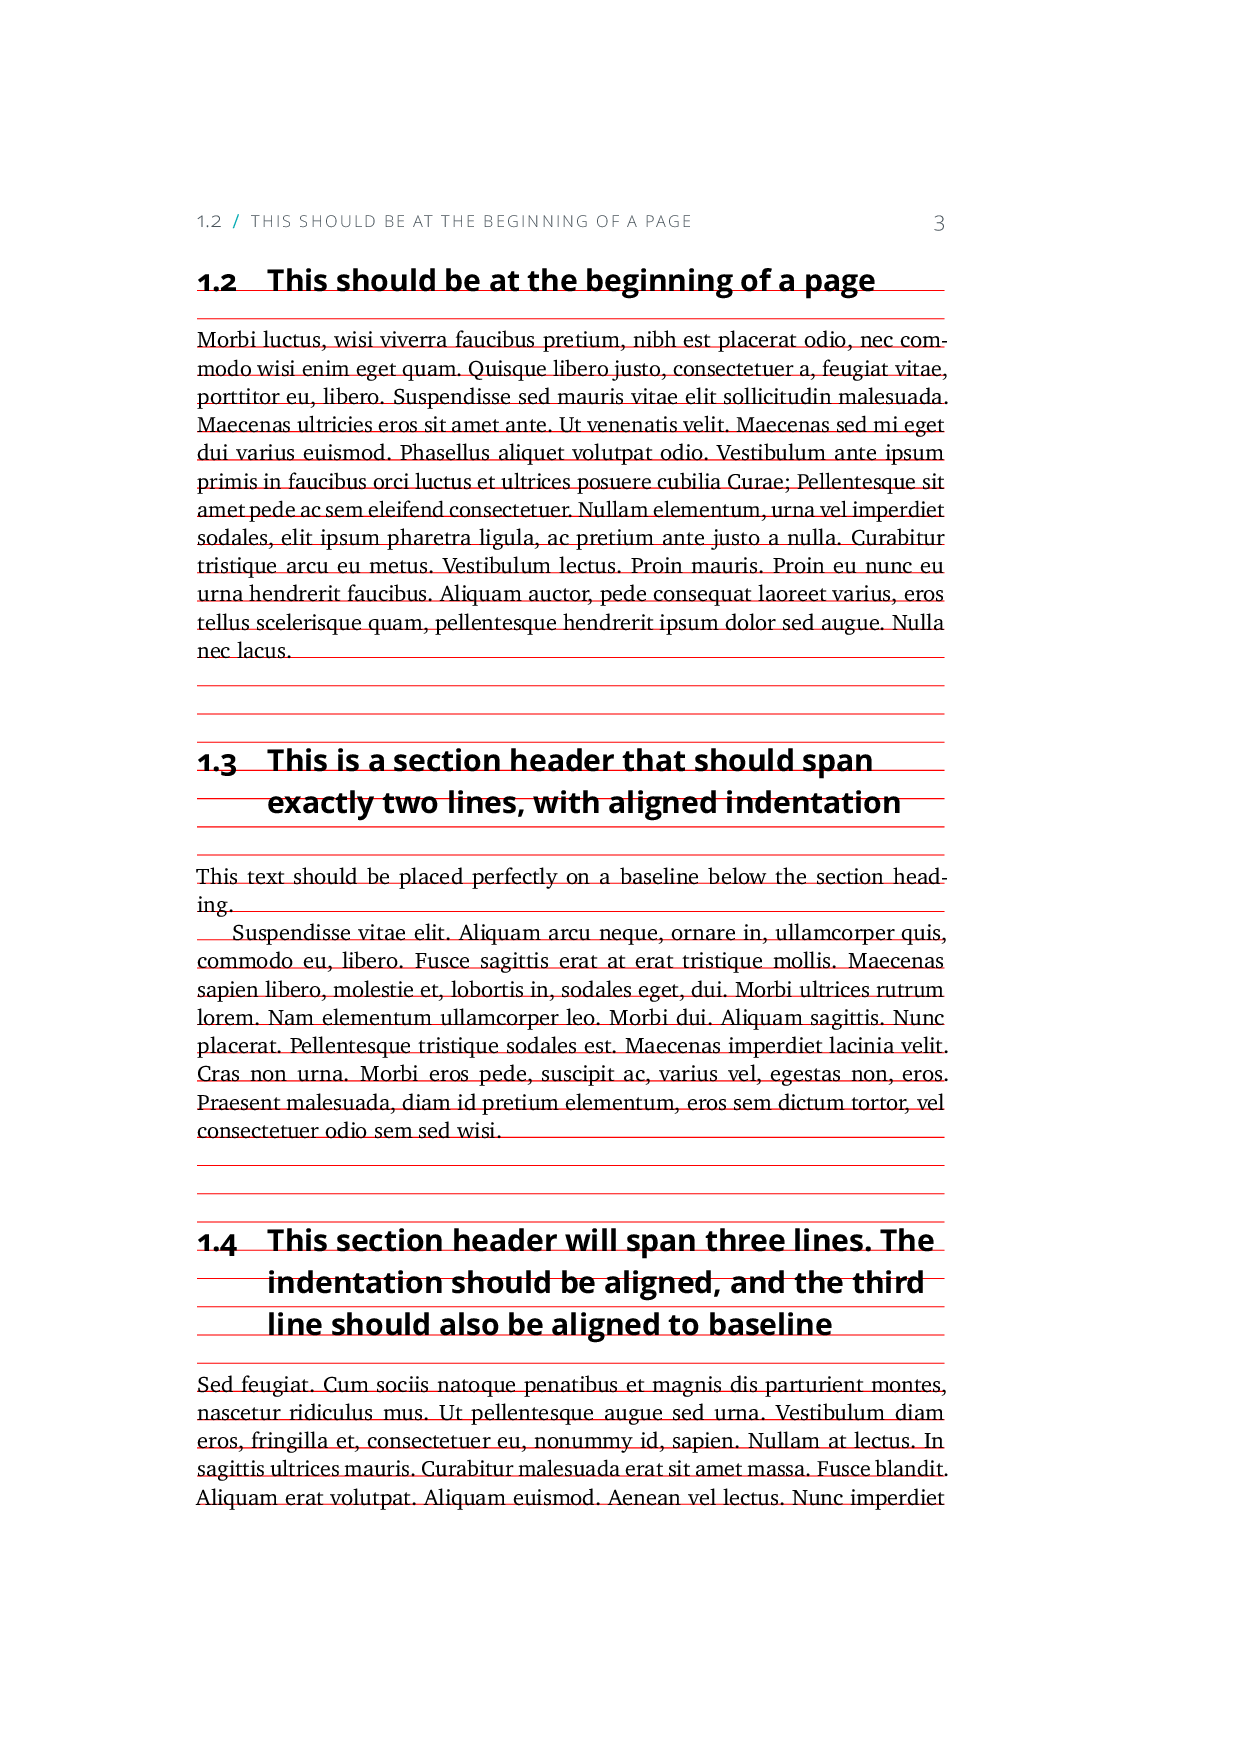 1.2 / THIS SHOULD BE AT THE BEGINNING OF A PAGE 3
1.2 This should be at the beginning of a page
Morbi luctus, wisi viverra faucibus pretium, nibh est placerat odio, nec com-
modo wisi enim eget quam. Quisque libero justo, consectetuer a, feugiat vitae,
porttitor eu, libero. Suspendisse sed mauris vitae elit sollicitudin malesuada.
Maecenas ultricies eros sit amet ante. Ut venenatis velit. Maecenas sed mi eget
dui varius euismod. Phasellus aliquet volutpat odio. Vestibulum ante ipsum
primis in faucibus orci luctus et ultrices posuere cubilia Curae; Pellentesque sit
amet pede ac sem eleifend consectetuer. Nullam elementum, urna vel imperdiet
sodales, elit ipsum pharetra ligula, ac pretium ante justo a nulla. Curabitur
tristique arcu eu metus. Vestibulum lectus. Proin mauris. Proin eu nunc eu
urna hendrerit faucibus. Aliquam auctor, pede consequat laoreet varius, eros
tellus scelerisque quam, pellentesque hendrerit ipsum dolor sed augue. Nulla
nec lacus.
1.3 This is a section header that should span
exactly two lines, with aligned indentation
This text should be placed perfectly on a baseline below the section head-
ing.
Suspendisse vitae elit. Aliquam arcu neque, ornare in, ullamcorper quis,
commodo eu, libero. Fusce sagittis erat at erat tristique mollis. Maecenas
sapien libero, molestie et, lobortis in, sodales eget, dui. Morbi ultrices rutrum
lorem. Nam elementum ullamcorper leo. Morbi dui. Aliquam sagittis. Nunc
placerat. Pellentesque tristique sodales est. Maecenas imperdiet lacinia velit.
Cras non urna. Morbi eros pede, suscipit ac, varius vel, egestas non, eros.
Praesent malesuada, diam id pretium elementum, eros sem dictum tortor, vel
consectetuer odio sem sed wisi.
1.4 This section header will span three lines. The
indentation should be aligned, and the third
line should also be aligned to baseline
Sed feugiat. Cum sociis natoque penatibus et magnis dis parturient montes,
nascetur ridiculus mus. Ut pellentesque augue sed urna. Vestibulum diam
eros, fringilla et, consectetuer eu, nonummy id, sapien. Nullam at lectus. In
sagittis ultrices mauris. Curabitur malesuada erat sit amet massa. Fusce blandit.
Aliquam erat volutpat. Aliquam euismod. Aenean vel lectus. Nunc imperdiet